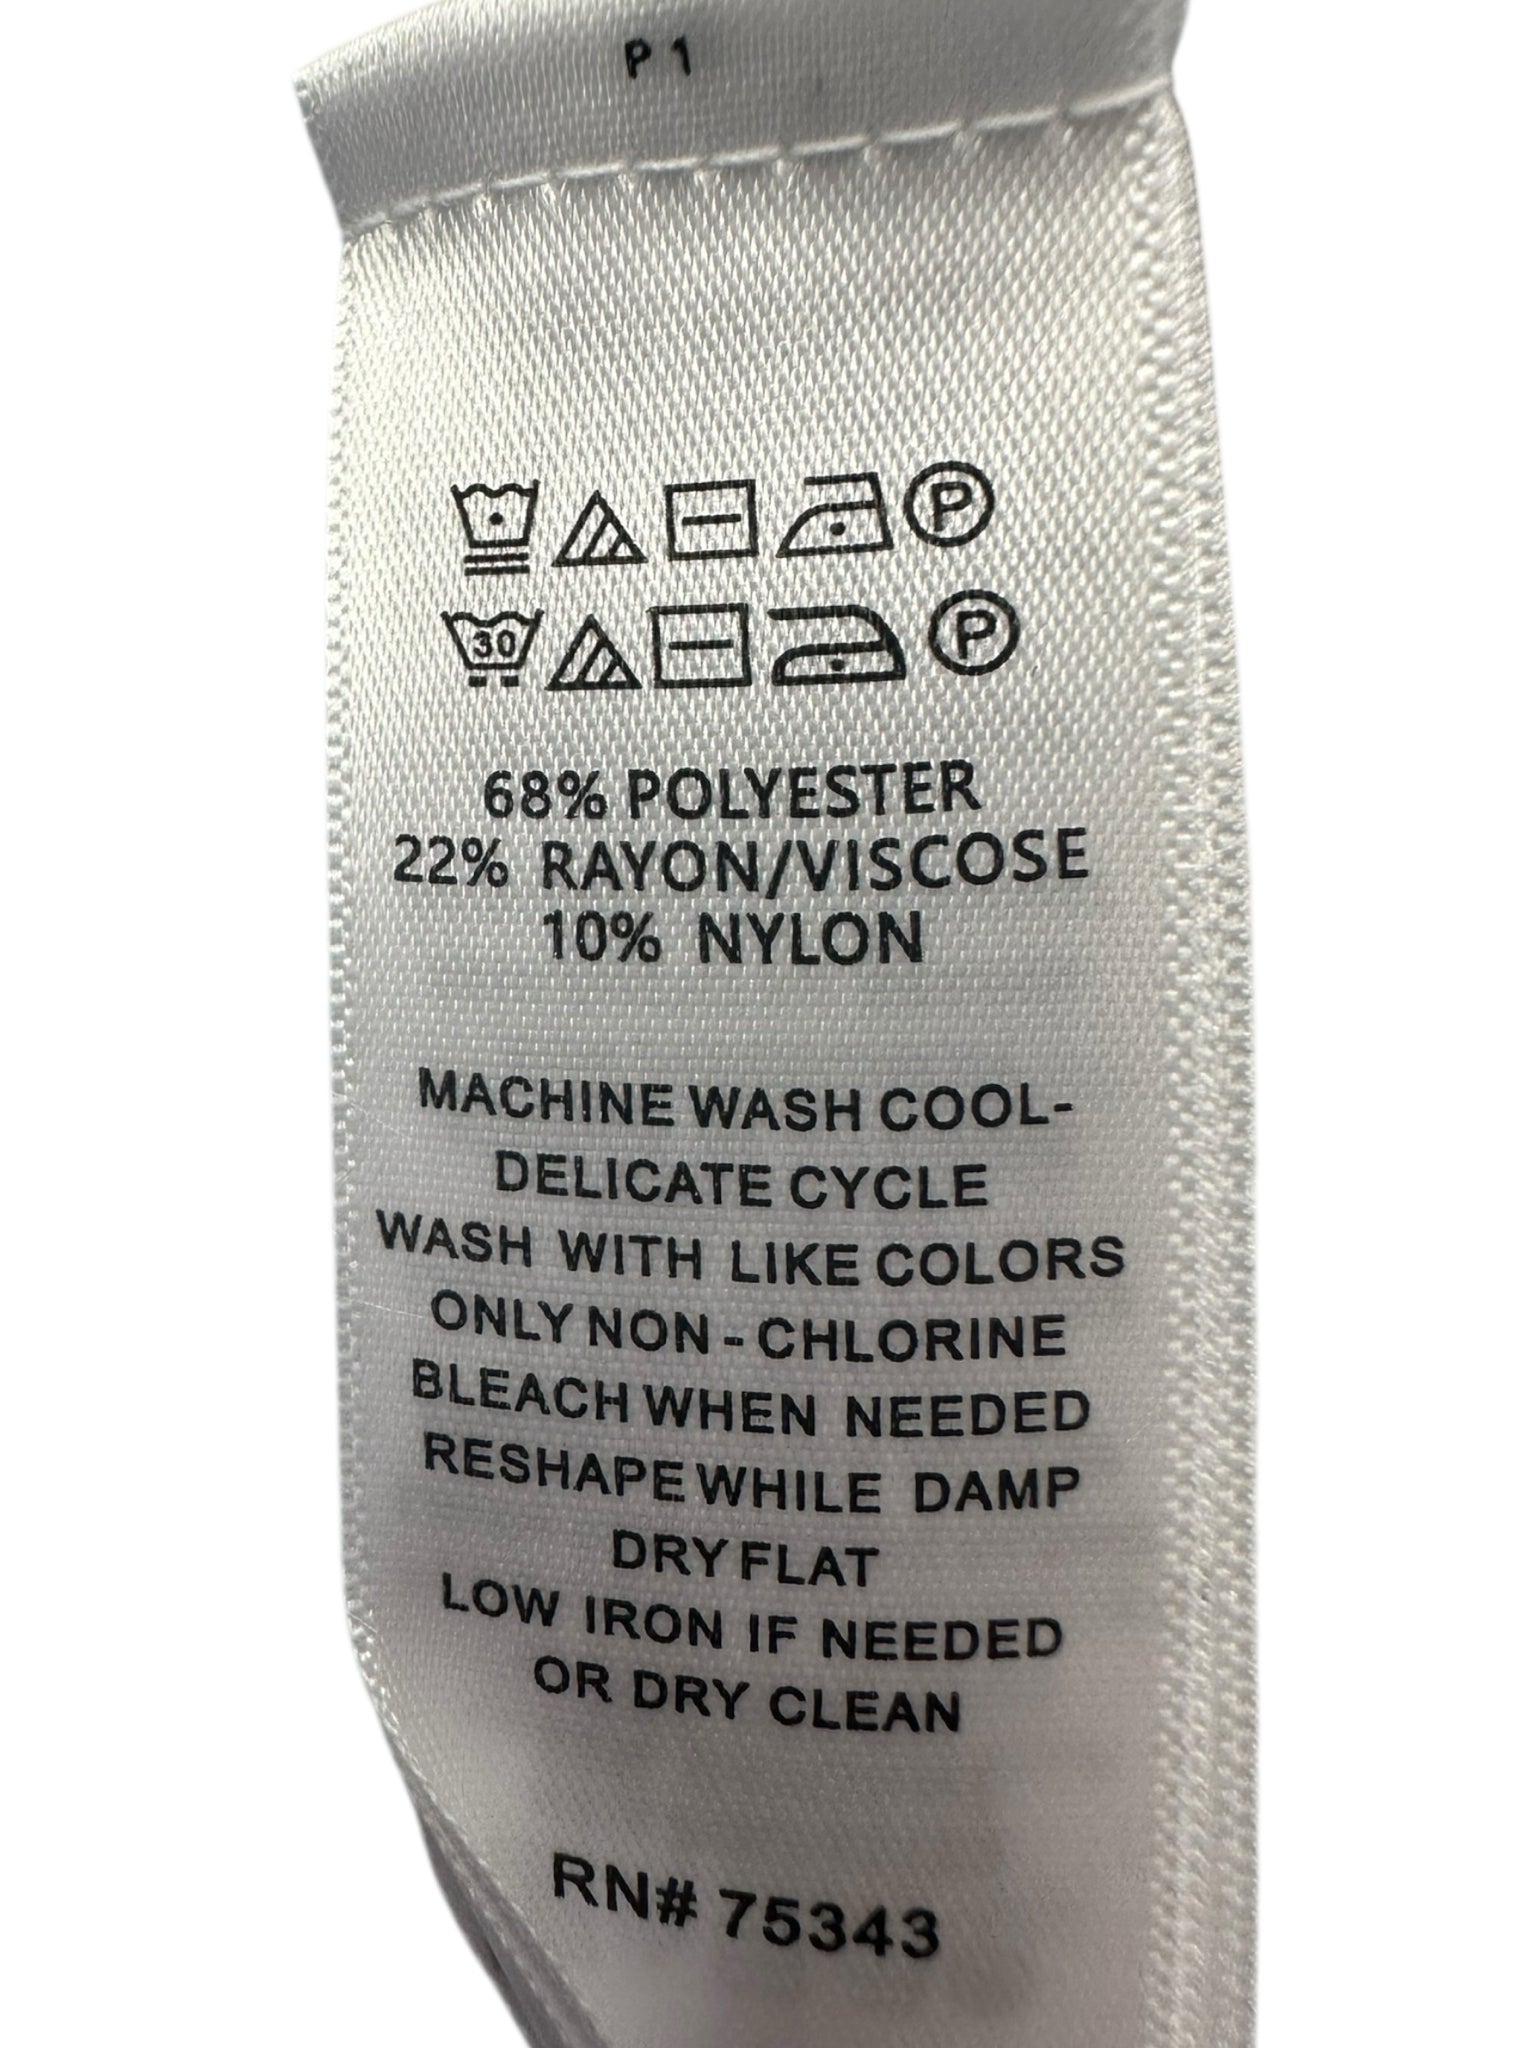 P 1
P
30 P
68% POLYESTER
22% RAYON/VISCOSE
10% NYLON
MACHINE WASH COOL-
DELICATE CYCLE
WASH WITH LIKE COLORS
ONLY NON - CHLORINE
BLEACH WHEN NEEDED
RESHAPE WHILE DAMP
DRY FLAT
LOW IRON IF NEEDED
OR DRY CLEAN
RN# 75343